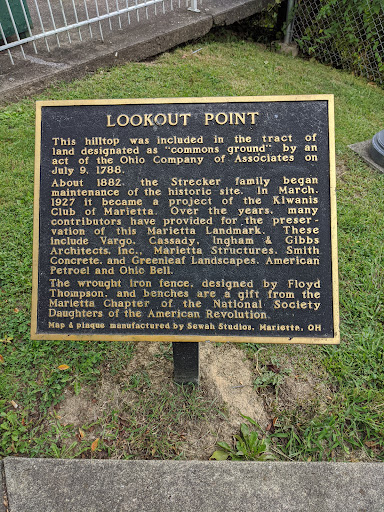 LOOKOUT POINT
This hilltop was included in the tract of
land designated as "commons ground" by an
act of the Ohio Company of Associates on
July 9, 1788.
About 1882, the Strecker family began
maintenance of the historic site. In March,
1927 it became a project of the Kiwanis
Club of Marietta. Over the years, many
contributors have provided for the preser-
vation of this Marietta Landmark. These
include Vargo, Cassady, Ingham & Gibbs
Architects, Inc., Marietta Structures, Smith
Concrete, and Greenleaf Landscapes, American
Petroel and Ohio Bell.
The wrought iron fence, designed by Floyd
Thompson, and benches are a gift from the
Marietta Chapter of the National Society
Daughters of the American Revolution.
Map & plaque manufactured by Sewah Studios, Marietta, OH